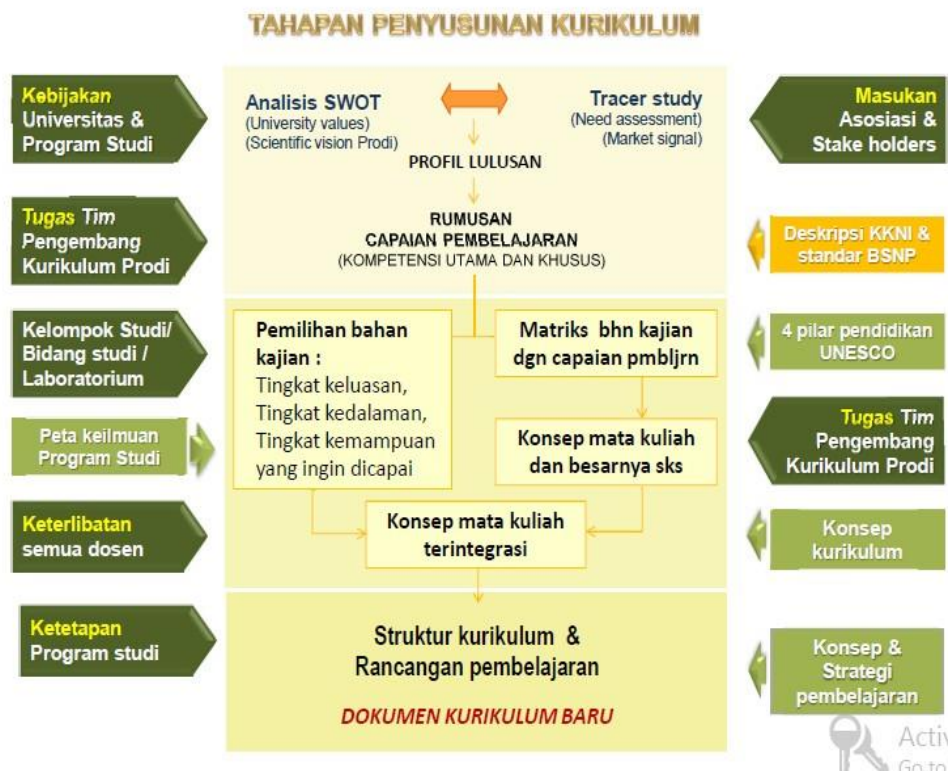 TAHAPAN PENYUSUNAN KURIKULUM
Kebijakan
Universitas &
Program Studi
Analisis SWOT
(University values)
(Scientific vision Prodi)
Tracer study
(Need assessment)
(Market signal)
Masukan
Asosiasi &
Stake holders
PROFIL LULUSAN
Tugas Tim
Pengembang
Kurikulum Prodi
RUMUSAN
CAPAIAN PEMBELAJARAN
(KOMPETENSI UTAMA DAN KHUSUS)
Deskripsi KKNI &
standar BSNP
Kelompok Studi/
Bidang studi /
Laboratorium
Pemilihan bahan
kajian :
Tingkat keluasan,
Tingkat kedalaman,
Tingkat kemampuan
yang ingin dicapai
Matriks bhn kajian
dgn capaian pmbljrn
4 pilar pendidikan
UNESCO
Peta keilmuan
Program Studi
Konsep mata kuliah
dan besarnya sks
Tugas Tim
Pengembang
Kurikulum Prodi
Keterlibatan
semua dosen
Konsep mata kuliah
terintegrasi
Konsep
kurikulum
Ketetapan
Program studi
Struktur kurikulum &
Rancangan pembelajaran
DOKUMEN KURIKULUM BARU
Konsep &
Strategi
pembelajaran
Activ
Go to